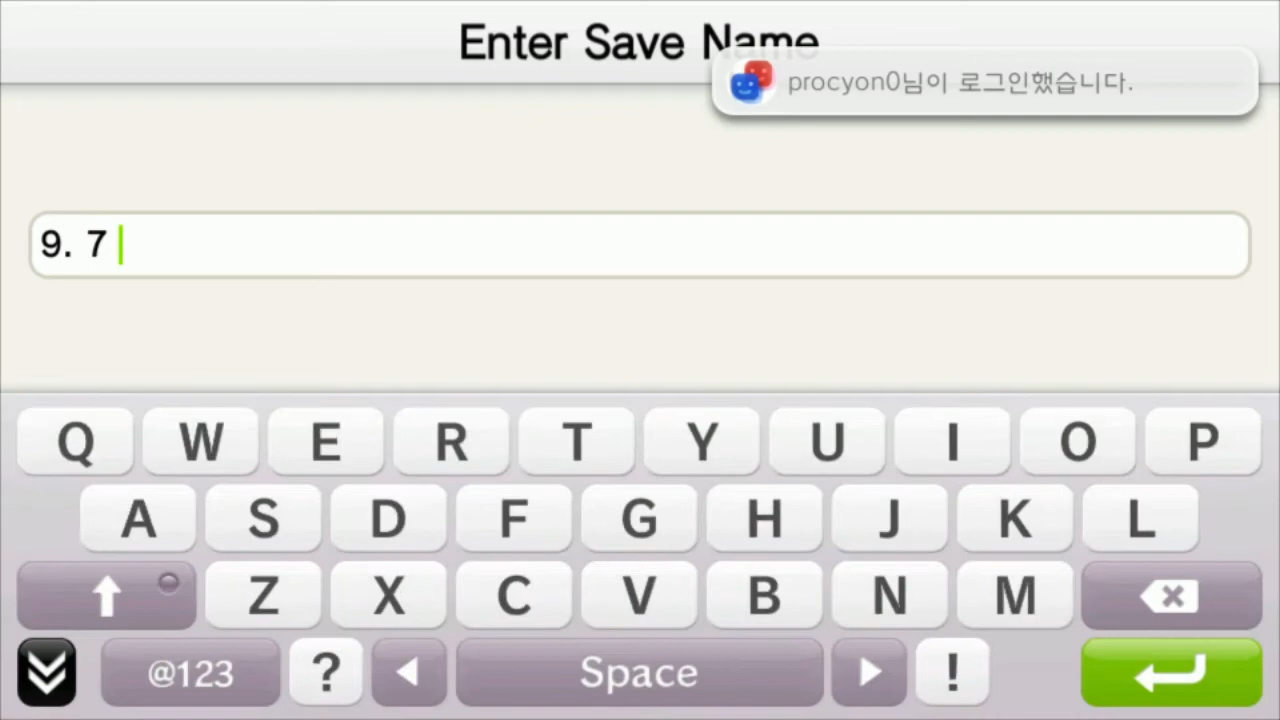 Enter Save Name
procyon0님이 로그인했습니다.
9. 7
Q W E R T Y U I O P
A S D F G H J K L
Z X C V B N M
@123 ? Space !